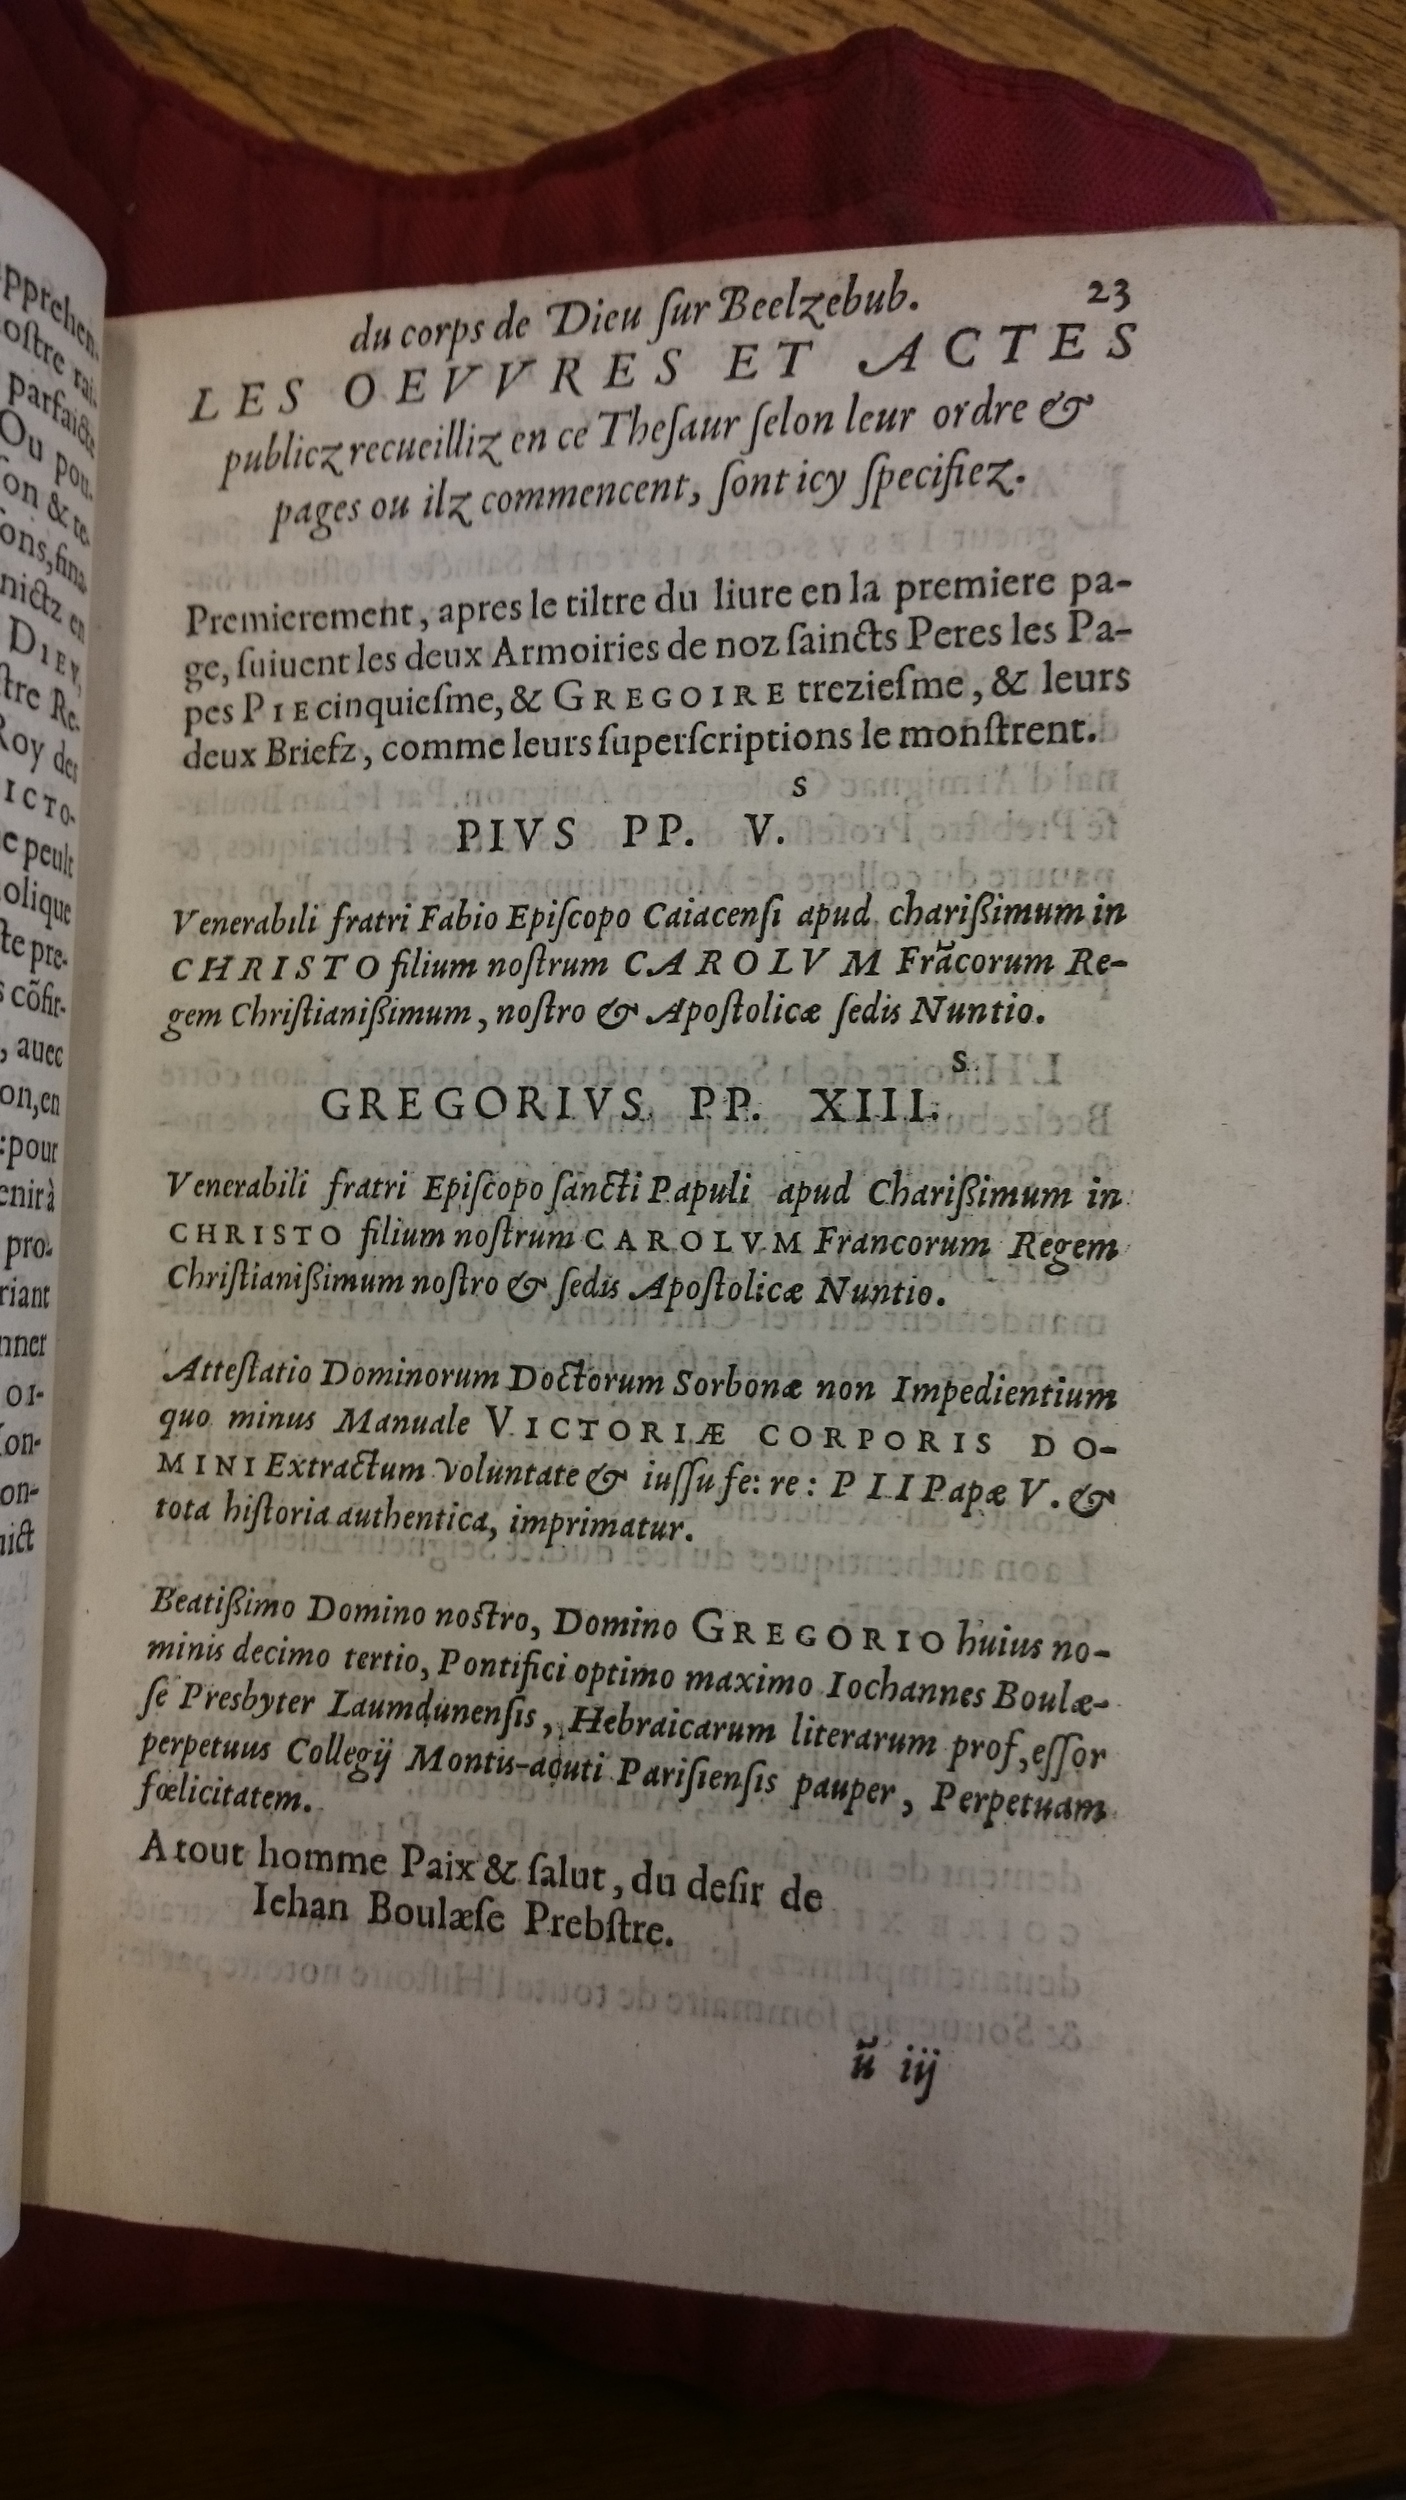 du corps de Dieu ſur Beelzebub. 23
LES OEVVRES ET ACTES
publicz recueilliz en ce Theſaur ſelon leur ordre &
pages ou ilz commencent, ſont icy ſpecifiez.
Premierement, apres le tiltre du liure en la premiere pa-
ge, ſuiuent les deux Armoiries de noz ſaincts Peres les Pa-
pes PIE cinquieſme, & GREGOIRE trezieſme, & leurs
deux Briefz, comme leurs ſuperſcriptions le monſtrent.
s
PIVS PP. V.
Venerabili fratri Fabio Epiſcopo Caiacenſi apud chariſsimum in
CHRISTO filium noſtrum CAROLVM Frãcorum Re-
gem Chriſtianiſsimum, noſtro & Apoſtolicæ ſedis Nuntio.
s.
GREGORIVS PP. XIII.
Venerabili fratri Epiſcopo ſancti Papuli apud Chariſsimum in
CHRISTO filium noſtrum CAROLVM Francorum Regem
Chriſtianiſsimum noſtro & ſedis Apoſtolicæ Nuntio.
Atteſtatio Dominorum Doctorum Sorbonæ non Impedientium
quo minus Manuale VICTORIÆ CORPORIS DO-
MINI Extractum voluntate & iuſſu fe: re: PII Papæ V. &
tota hiſtoria authentica, imprimatur.
Beatiſsimo Domino noſtro, Domino GREGORIO huius no-
minis decimo tertio, Pontifici optimo maximo Iochannes Boulæ-
ſe Presbyter Laumdunenſis, Hebraicarum literarum prof,eſſor
perpetuus Collegij Montis-acuti Pariſienſis pauper, Perpetuam
fœlicitatem.
A tout homme Paix & ſalut, du deſir de
Iehan Boulæſe Prebſtre.
ũ iij